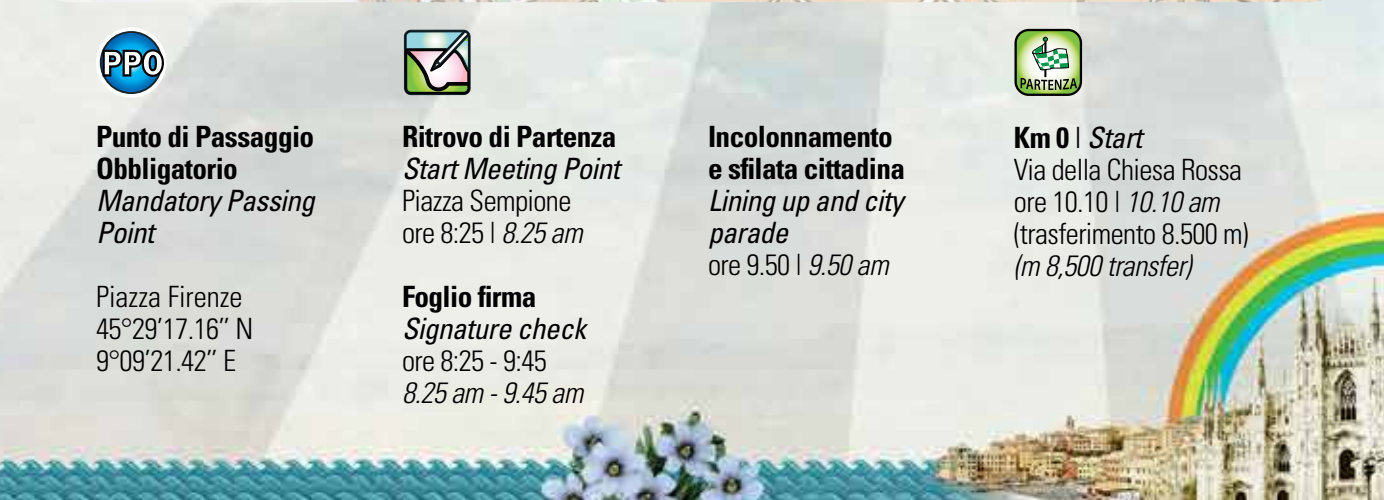 PPO
Punto di Passaggio
Obbligatorio
Mandatory Passing
Point
Piazza Firenze
45°29’17.16’’ N
9°09’21.42’’ E
Ritrovo di Partenza
Start Meeting Point
Piazza Sempione
ore 8:25 | 8.25 am
Foglio firma
Signature check
ore 8:25 - 9:45
8.25 am - 9.45 am
Incolonnamento
e sfilata cittadina
Lining up and city
parade
ore 9.50 | 9.50 am
PARTENZA
Km 0 | Start
Via della Chiesa Rossa
ore 10.10 | 10.10 am
(trasferimento 8.500 m)
(m 8,500 transfer)